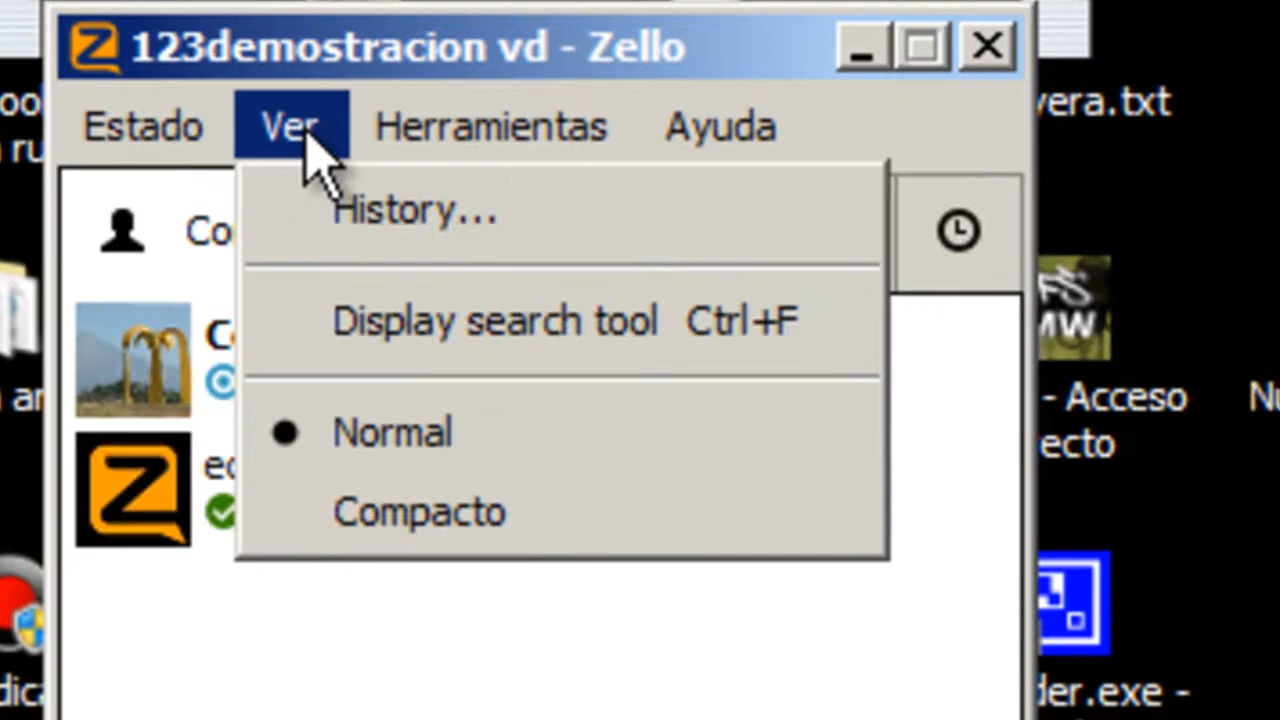 123demostracion vd - Zello
Estado Ver Herramientas Ayuda
vera.txt
History...
Display search tool Ctrl+F
- Acceso
ecto
Normal
Compacto
der.exe -